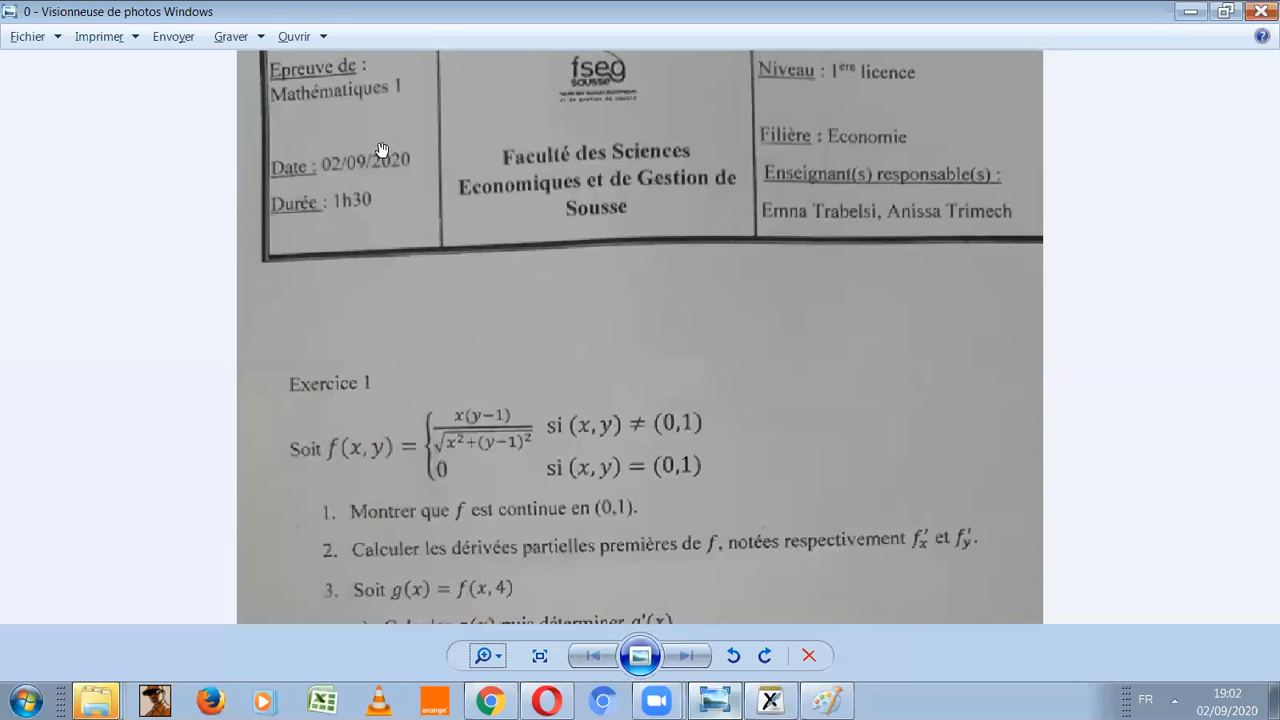 0 - Visionneuse de photos Windows
Fichier Imprimer Envoyer Graver Ouvrir
Epreuve de :
Mathématiques 1
Date : 02/09/2020
Durée : 1h30
fseg
SOUSSE
Faculté des Sciences
Economiques et de Gestion de
Sousse
Niveau : 1ère licence
Filière : Economie
Enseignant(s) responsable(s) :
Emna Trabelsi, Anissa Trimech
Exercice 1
Soit f(x, y) = { x(y−1) / √x²+(y−1)² si (x, y) ≠ (0,1)
0 si (x, y) = (0,1)
1. Montrer que f est continue en (0,1).
2. Calculer les dérivées partielles premières de f, notées respectivement f'x et f'y.
3. Soit g(x) = f(x, 4)
orange
FR
19:02
02/09/2020